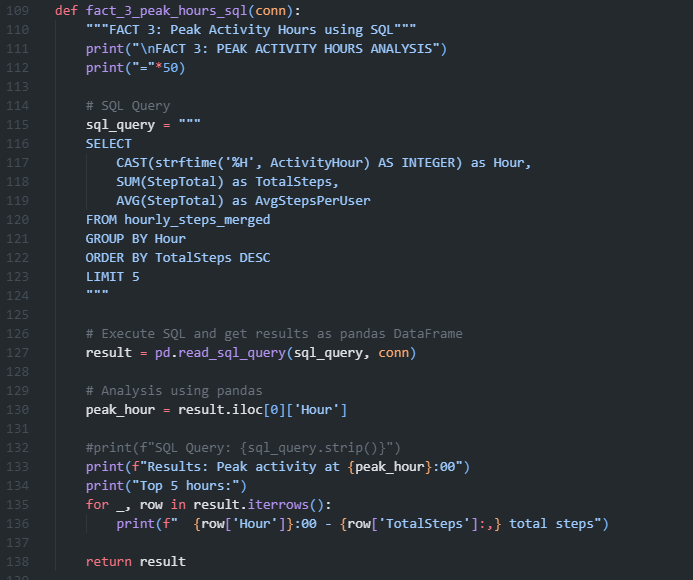 109 def fact_3_peak_hours_sql(conn):
110     """FACT 3: Peak Activity Hours using SQL"""
111     print("\nFACT 3: PEAK ACTIVITY HOURS ANALYSIS")
112     print("="*50)
113
114     # SQL Query
115     sql_query = """
116     SELECT
117         CAST(strftime('%H', ActivityHour) AS INTEGER) as Hour,
118         SUM(StepTotal) as TotalSteps,
119         AVG(StepTotal) as AvgStepsPerUser
120     FROM hourly_steps_merged
121     GROUP BY Hour
122     ORDER BY TotalSteps DESC
123     LIMIT 5
124     """
125
126     # Execute SQL and get results as pandas DataFrame
127     result = pd.read_sql_query(sql_query, conn)
128
129     # Analysis using pandas
130     peak_hour = result.iloc[0]['Hour']
131
132     #print(f"SQL Query: {sql_query.strip()}")
133     print(f"Results: Peak activity at {peak_hour}:00")
134     print("Top 5 hours:")
135     for _, row in result.iterrows():
136         print(f"  {row['Hour']}:00 - {row['TotalSteps']:,} total steps")
137
138     return result
139